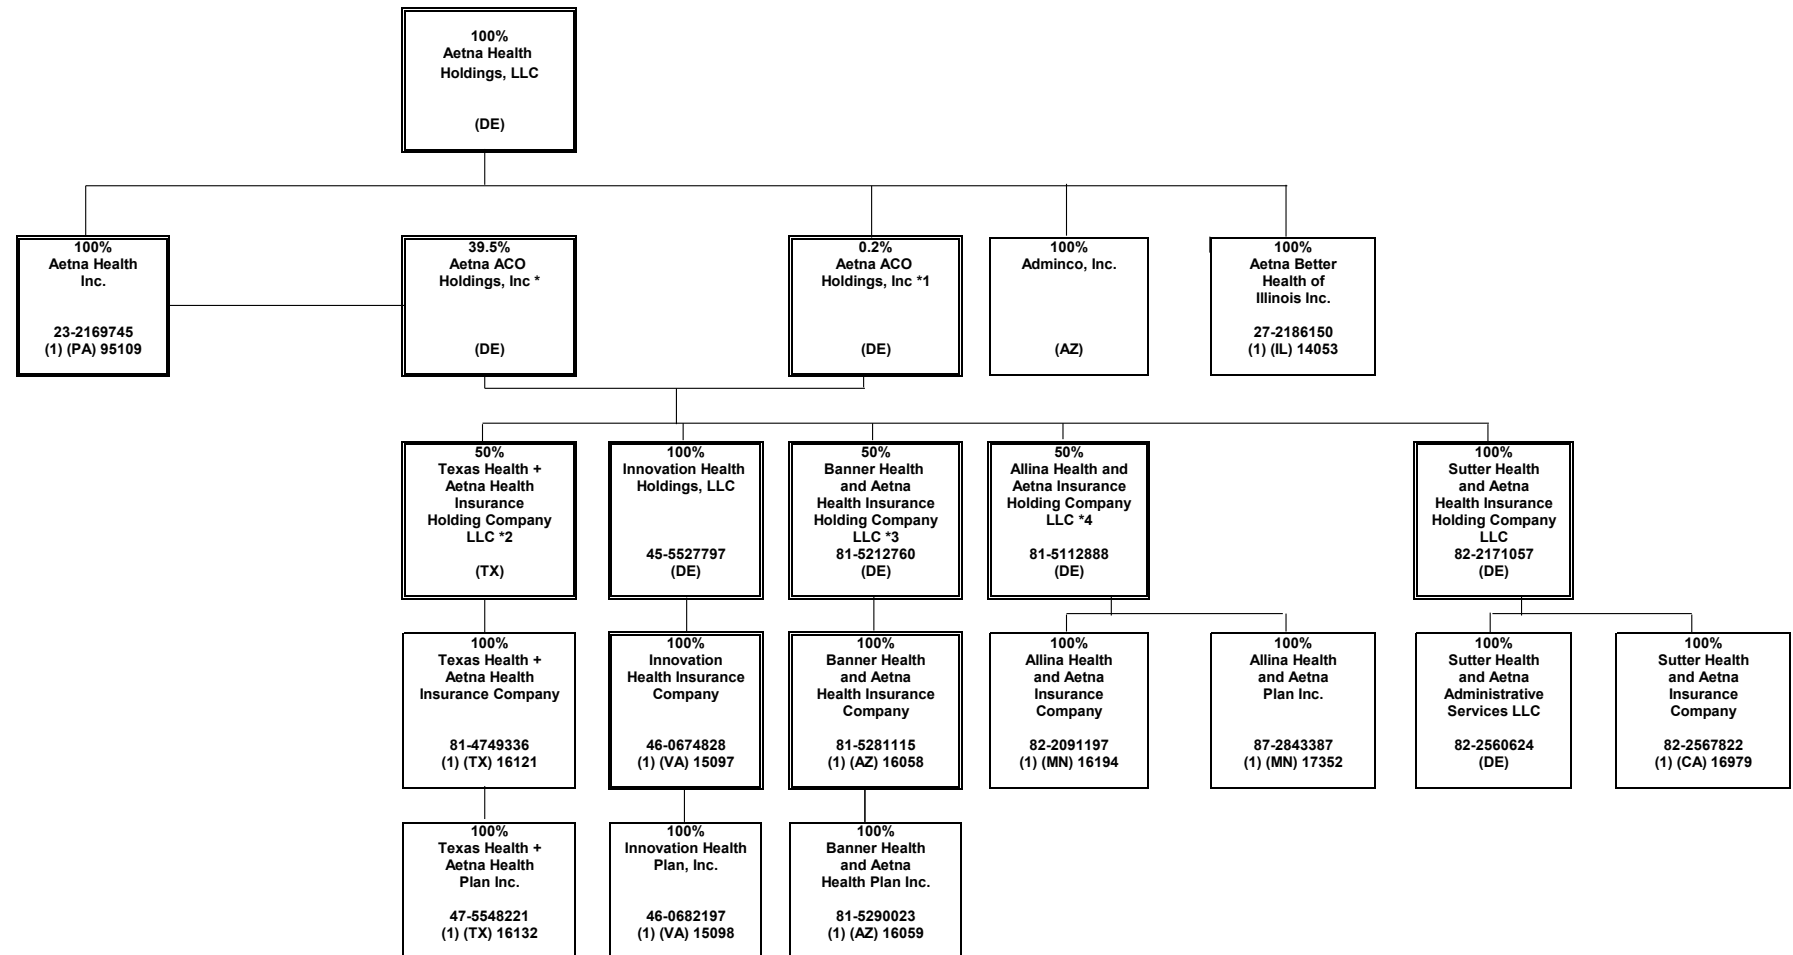 100%
Aetna Health
Holdings, LLC
(DE)
100%
Aetna Health
Inc.
23-2169745
(1) (PA) 95109
39.5%
Aetna ACO
Holdings, Inc *
(DE)
0.2%
Aetna ACO
Holdings, Inc *1
(DE)
100%
Adminco, Inc.
(AZ)
100%
Aetna Better
Health of
Illinois Inc.
27-2186150
(1) (IL) 14053
50%
Texas Health +
Aetna Health
Insurance
Holding Company
LLC *2
(TX)
100%
Innovation Health
Holdings, LLC
45-5527797
(DE)
50%
Banner Health
and Aetna
Health Insurance
Holding Company
LLC *3
81-5212760
(DE)
50%
Allina Health and
Aetna Insurance
Holding Company
LLC *4
81-5112888
(DE)
100%
Sutter Health
and Aetna
Health Insurance
Holding Company
LLC
82-2171057
(DE)
100%
Texas Health +
Aetna Health
Insurance Company
81-4749336
(1) (TX) 16121
100%
Innovation
Health Insurance
Company
46-0674828
(1) (VA) 15097
100%
Banner Health
and Aetna
Health Insurance
Company
81-5281115
(1) (AZ) 16058
100%
Allina Health
and Aetna
Insurance
Company
82-2091197
(1) (MN) 16194
100%
Allina Health
and Aetna
Plan Inc.
87-2843387
(1) (MN) 17352
100%
Sutter Health
and Aetna
Administrative
Services LLC
82-2560624
(DE)
100%
Sutter Health
and Aetna
Insurance
Company
82-2567822
(1) (CA) 16979
100%
Texas Health +
Aetna Health
Plan Inc.
47-5548221
(1) (TX) 16132
100%
Innovation Health
Plan, Inc.
46-0682197
(1) (VA) 15098
100%
Banner Health
and Aetna
Health Plan Inc.
81-5290023
(1) (AZ) 16059